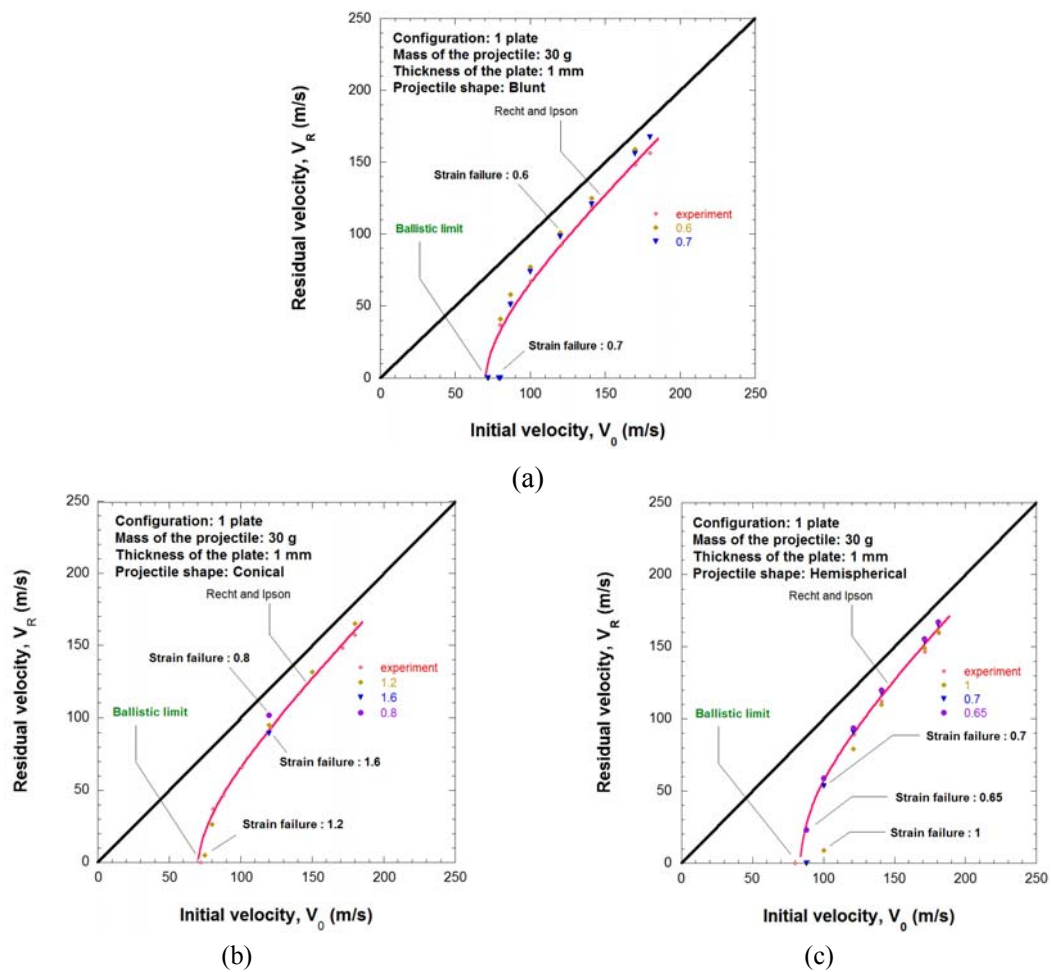 250
200
150
100
50
0
Residual velocity, V_R (m/s)
Configuration: 1 plate
Mass of the projectile: 30 g
Thickness of the plate: 1 mm
Projectile shape: Blunt
Recht and Ipson
Strain failure : 0.6
Ballistic limit
experiment
0.6
0.7
Strain failure : 0.7
0 50 100 150 200 250
Initial velocity, V_0 (m/s)
(a)
250
200
150
100
50
0
Residual velocity, V_R (m/s)
Configuration: 1 plate
Mass of the projectile: 30 g
Thickness of the plate: 1 mm
Projectile shape: Conical
Recht and Ipson
Strain failure : 0.8
experiment
1.2
1.6
0.8
Ballistic limit
Strain failure : 1.6
Strain failure : 1.2
0 50 100 150 200 250
Initial velocity, V_0 (m/s)
(b)
250
200
150
100
50
0
Residual velocity, V_R (m/s)
Configuration: 1 plate
Mass of the projectile: 30 g
Thickness of the plate: 1 mm
Projectile shape: Hemispherical
Recht and Ipson
experiment
1
0.7
0.65
Ballistic limit
Strain failure : 0.7
Strain failure : 0.65
Strain failure : 1
0 50 100 150 200 250
Initial velocity, V_0 (m/s)
(c)